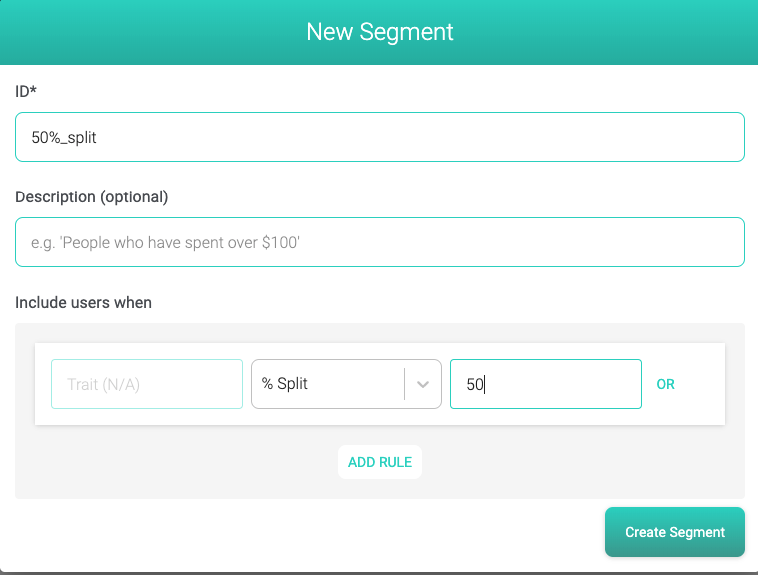 New Segment
ID*
50%_split
Description (optional)
e.g. 'People who have spent over $100'
Include users when
Trait (N/A) % Split 50 OR
ADD RULE
Create Segment